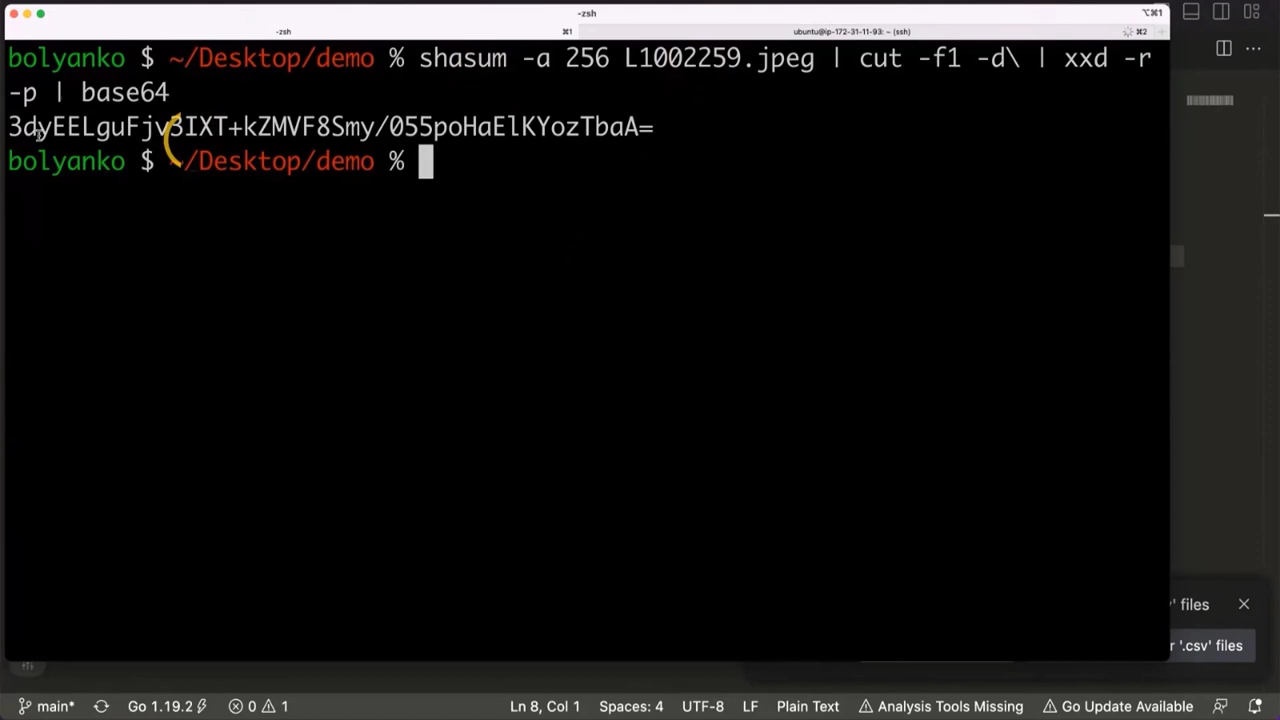 -zsh
⌥⌘1
-zsh
⌘1
ubuntu@ip-172-31-11-93: ~ (ssh)
⌘2
bolyanko $ ~/Desktop/demo % shasum -a 256 L1002259.jpeg | cut -f1 -d\ | xxd -r
-p | base64
3dyEELguFjv3IXT+kZMVF8Smy/055poHaElKYozTbaA=
bolyanko $ ~/Desktop/demo %
' files
r '.csv' files
main*
Go 1.19.2
0
1
Ln 8, Col 1
Spaces: 4
UTF-8
LF
Plain Text
Analysis Tools Missing
Go Update Available